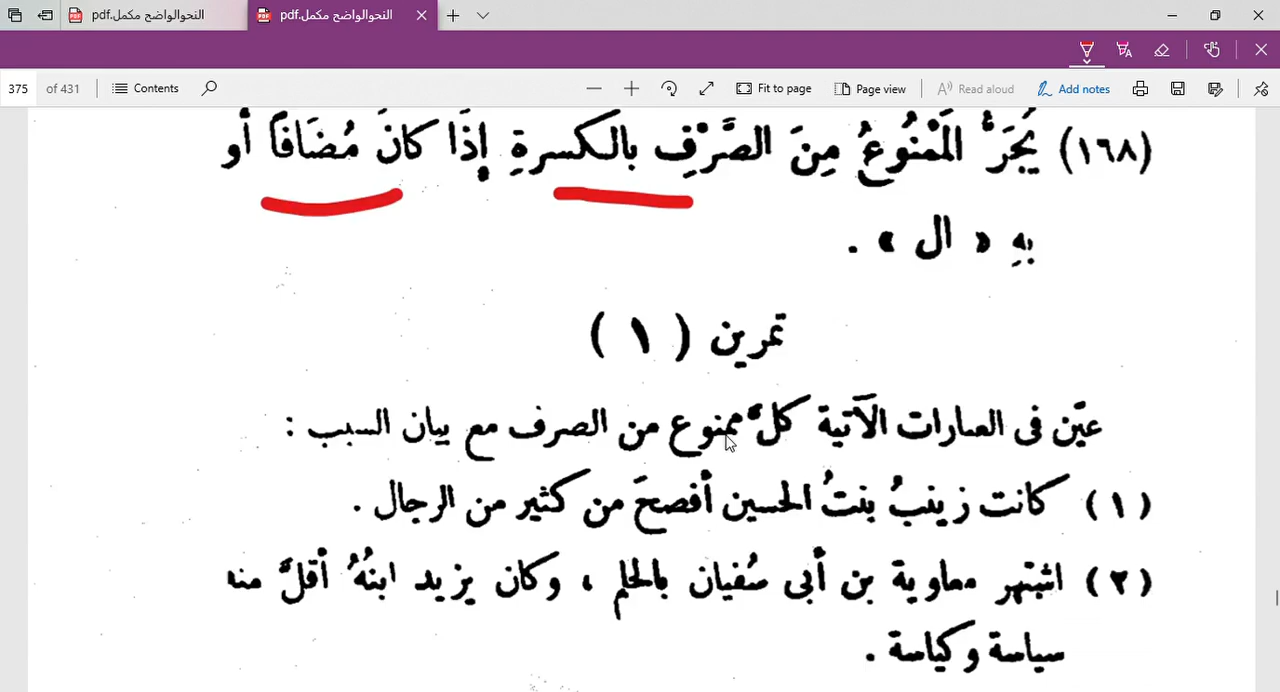 النحوالواضح مكمل.pdf
النحوالواضح مكمل.pdf
375 of 431 Contents Fit to page Page view Read aloud Add notes
(١٦٨) يُجَرُّ المَمْنُوعُ مِنَ الصَّرْفِ بالكسرةِ إِذَا كانَ مُضَافاً أو
بهِ « ال » .
تمرين ( ١ )
عيّن فى العبارات الآتية كلَّ ممنوع من الصرف مع بيان السبب :
( ١ ) كانت زينبُ بنتُ الحسين أفصحَ من كثير من الرجال .
( ٢ ) اشتهر معاوية بن أبى سُفيان بالحلم ، وكان يزيد ابنُهُ أقلَّ منه
سياسة وكياسة .